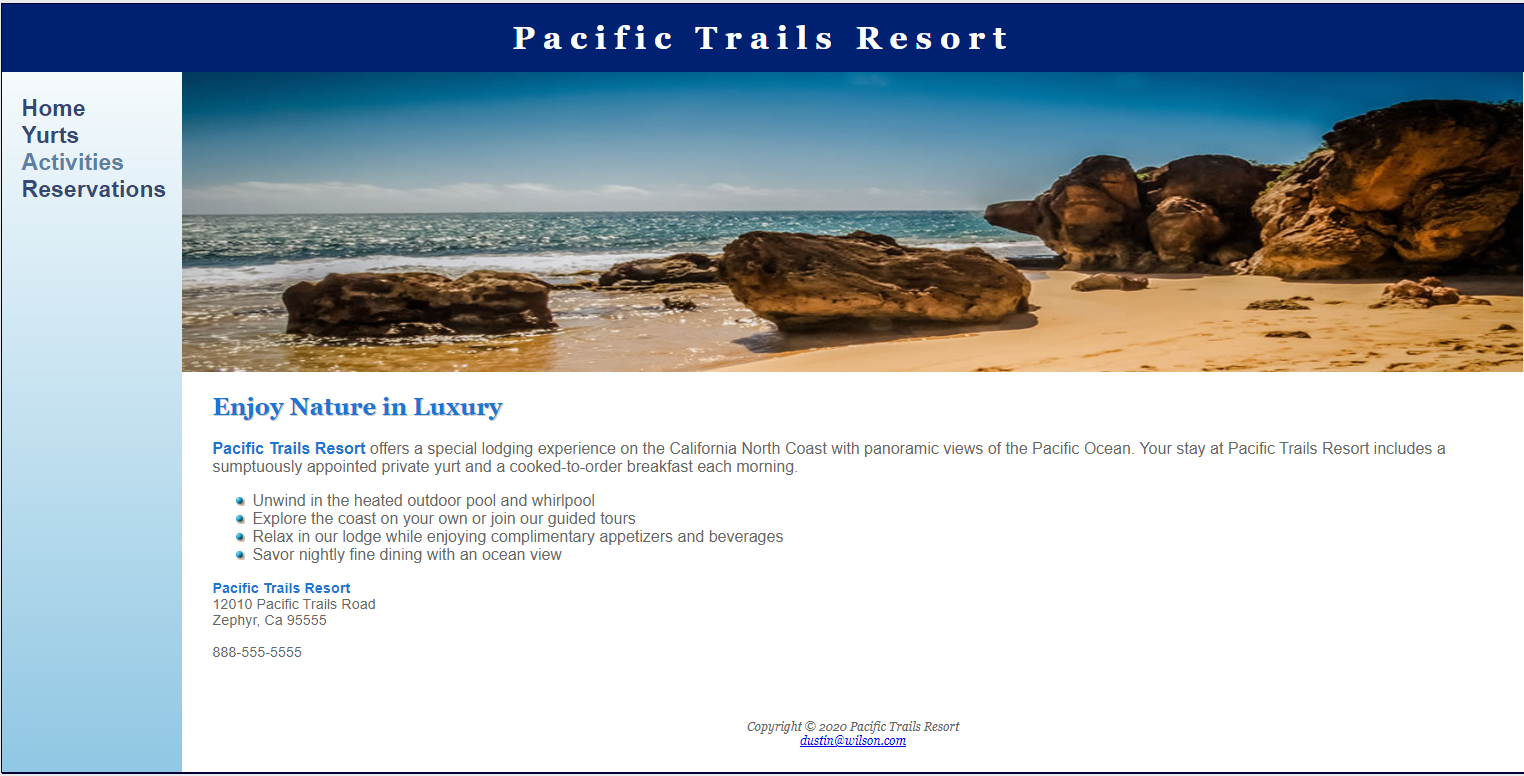 Pacific Trails Resort
Home
Yurts
Activities
Reservations
Enjoy Nature in Luxury
Pacific Trails Resort offers a special lodging experience on the California North Coast with panoramic views of the Pacific Ocean. Your stay at Pacific Trails Resort includes a
sumptuously appointed private yurt and a cooked-to-order breakfast each morning.
Unwind in the heated outdoor pool and whirlpool
Explore the coast on your own or join our guided tours
Relax in our lodge while enjoying complimentary appetizers and beverages
Savor nightly fine dining with an ocean view
Pacific Trails Resort
12010 Pacific Trails Road
Zephyr, Ca 95555
888-555-5555
Copyright © 2020 Pacific Trails Resort
dustin@wilson.com